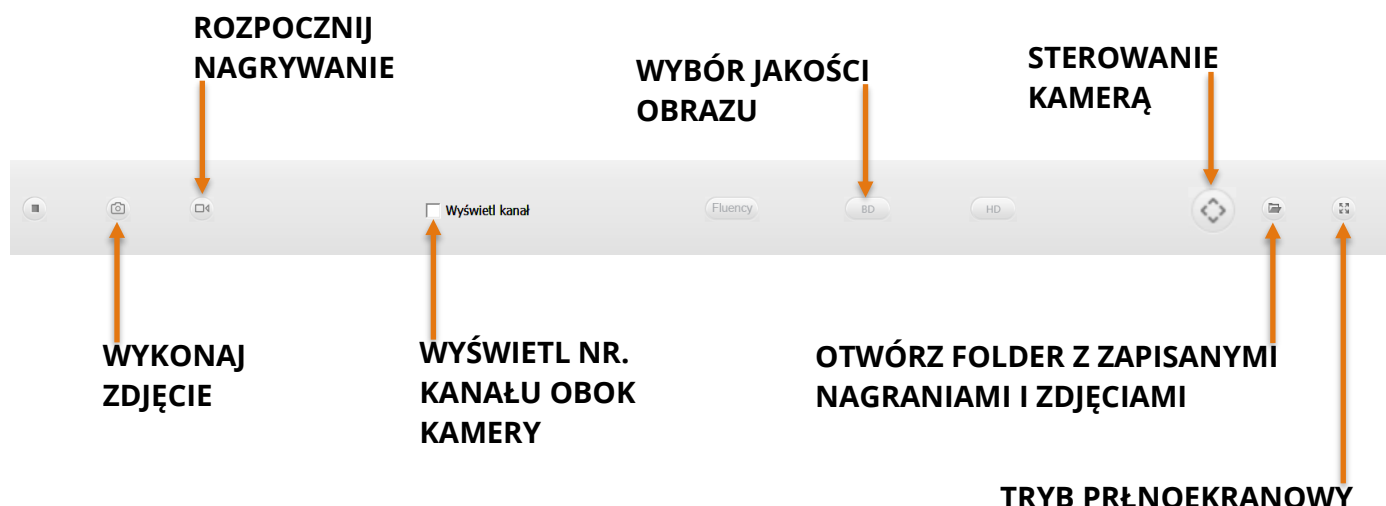 ROZPOCZNIJ
NAGRYWANIE
WYBÓR JAKOŚCI
OBRAZU
STEROWANIE
KAMERĄ
Wyświetl kanał
Fluency
BD
HD
WYKONAJ
ZDJĘCIE
WYŚWIETL NR.
KANAŁU OBOK
KAMERY
OTWÓRZ FOLDER Z ZAPISANYMI
NAGRANIAMI I ZDJĘCIAMI
TRYB PRŁNOEKRANOWY